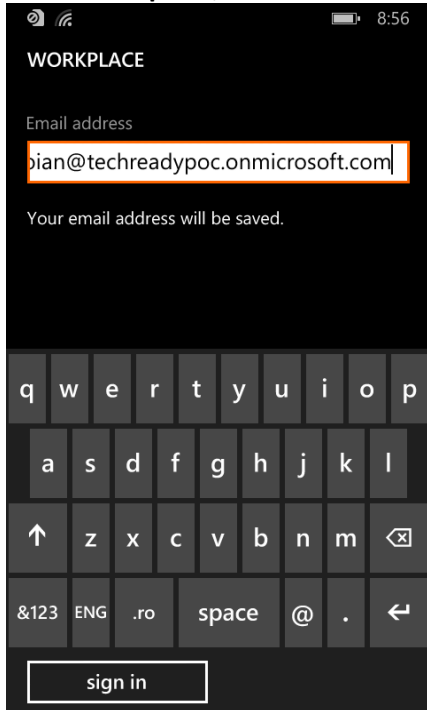 8:56
WORKPLACE
Email address
pian@techreadypoc.onmicrosoft.com
Your email address will be saved.
q w e r t y u i o p
a s d f g h j k l
z x c v b n m
&123 ENG .ro space @ .
sign in